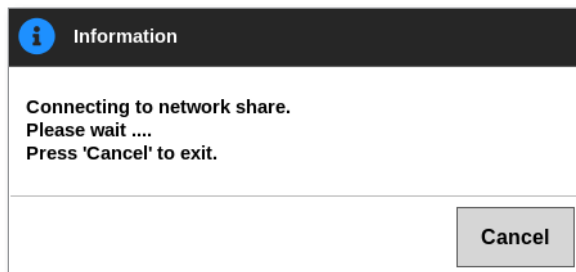 Information
Connecting to network share.
Please wait ....
Press 'Cancel' to exit.
Cancel